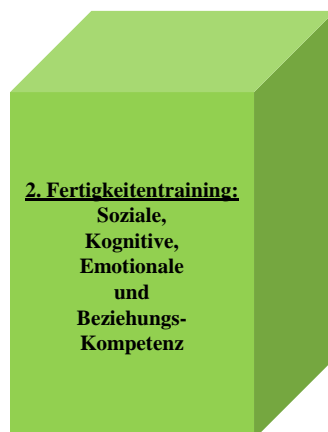 2. Fertigkeitentraining:
Soziale,
Kognitive,
Emotionale
und
Beziehungs-
Kompetenz